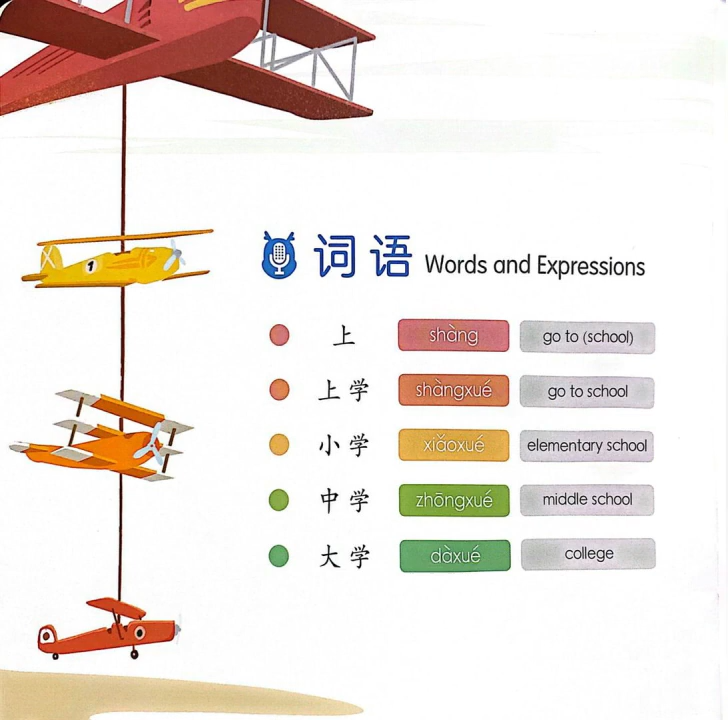 1
词语 Words and Expressions
上 shàng go to (school)
上学 shàngxué go to school
小学 xiǎoxué elementary school
中学 zhōngxué middle school
大学 dàxué college